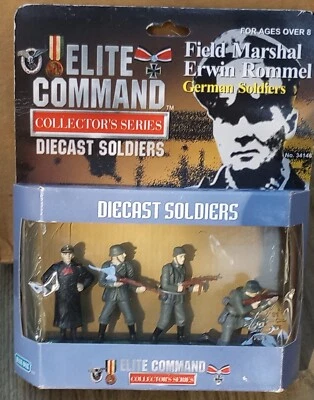 FOR AGES OVER 8
ELITE
COMMAND
TM
COLLECTOR'S SERIES
DIECAST SOLDIERS
Field Marshal
Erwin Rommel
German Soldiers
No. 34146
DIECAST SOLDIERS
ELITE COMMAND
COLLECTOR'S SERIES